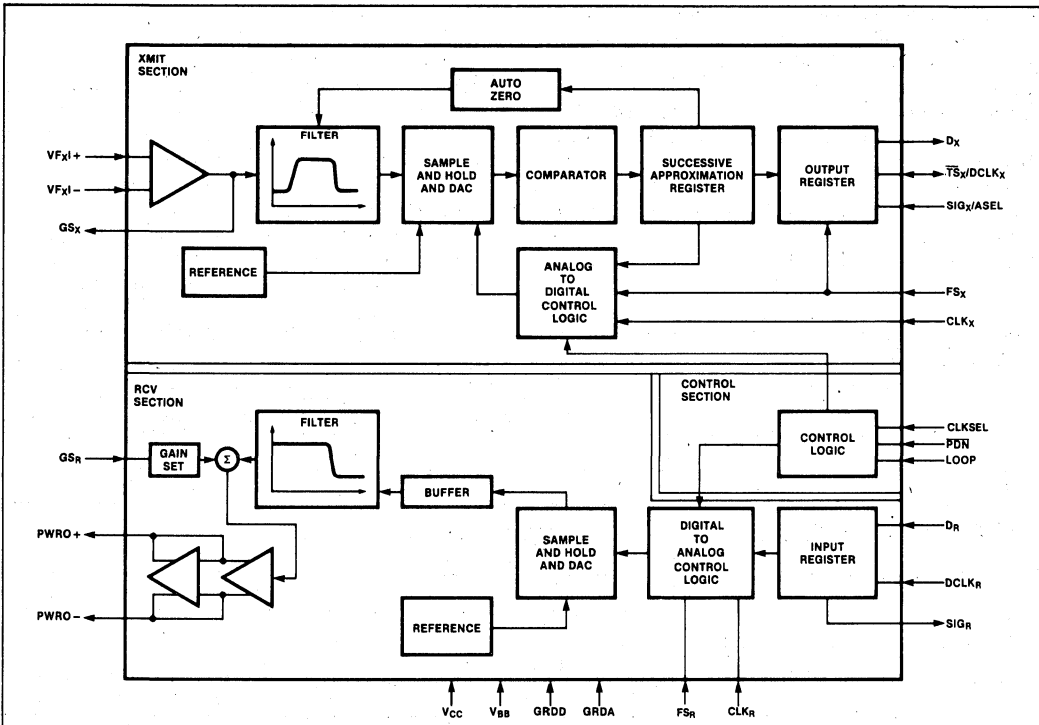 XMIT
SECTION
AUTO
ZERO
FILTER
SAMPLE
AND HOLD
AND DAC
COMPARATOR
SUCCESSIVE
APPROXIMATION
REGISTER
OUTPUT
REGISTER
VFXI+
VFXI−
GSX
DX
T̅S̅X/DCLKX
SIGX/ASEL
REFERENCE
ANALOG
TO
DIGITAL
CONTROL
LOGIC
FSX
CLKX
RCV
SECTION
CONTROL
SECTION
FILTER
GSR
GAIN
SET
Σ
BUFFER
CONTROL
LOGIC
CLKSEL
P̅D̅N̅
LOOP
PWRO+
PWRO−
SAMPLE
AND HOLD
AND DAC
DIGITAL
TO
ANALOG
CONTROL
LOGIC
INPUT
REGISTER
DR
DCLKR
SIGR
REFERENCE
VCC
VBB
GRDD
GRDA
FSR
CLKR